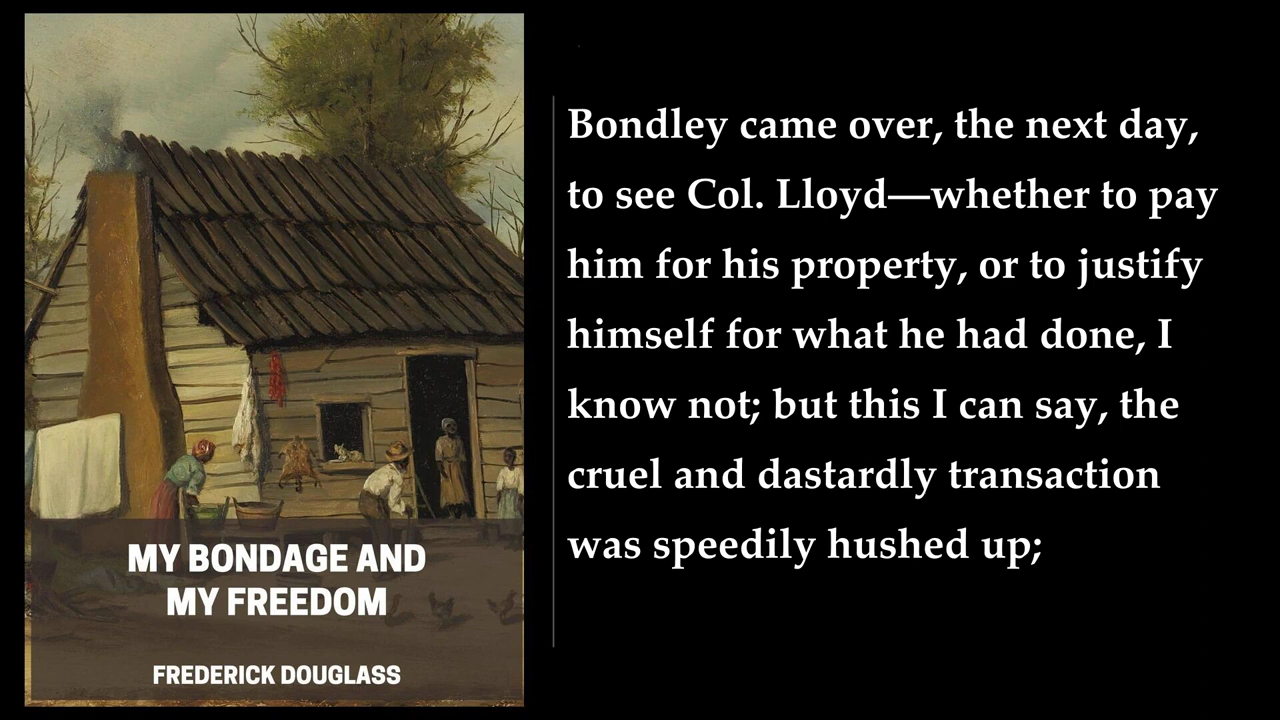 Bondley came over, the next day,
to see Col. Lloyd—whether to pay
him for his property, or to justify
himself for what he had done, I
know not; but this I can say, the
cruel and dastardly transaction
was speedily hushed up;
MY BONDAGE AND
MY FREEDOM
FREDERICK DOUGLASS